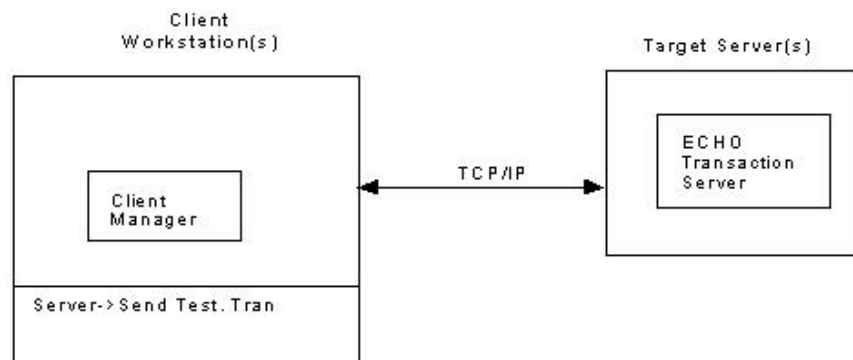 Client
Workstation(s)
Target Server(s)
ECHO
Transaction
Server
TCP/IP
Client
Manager
Server->Send Test.Tran